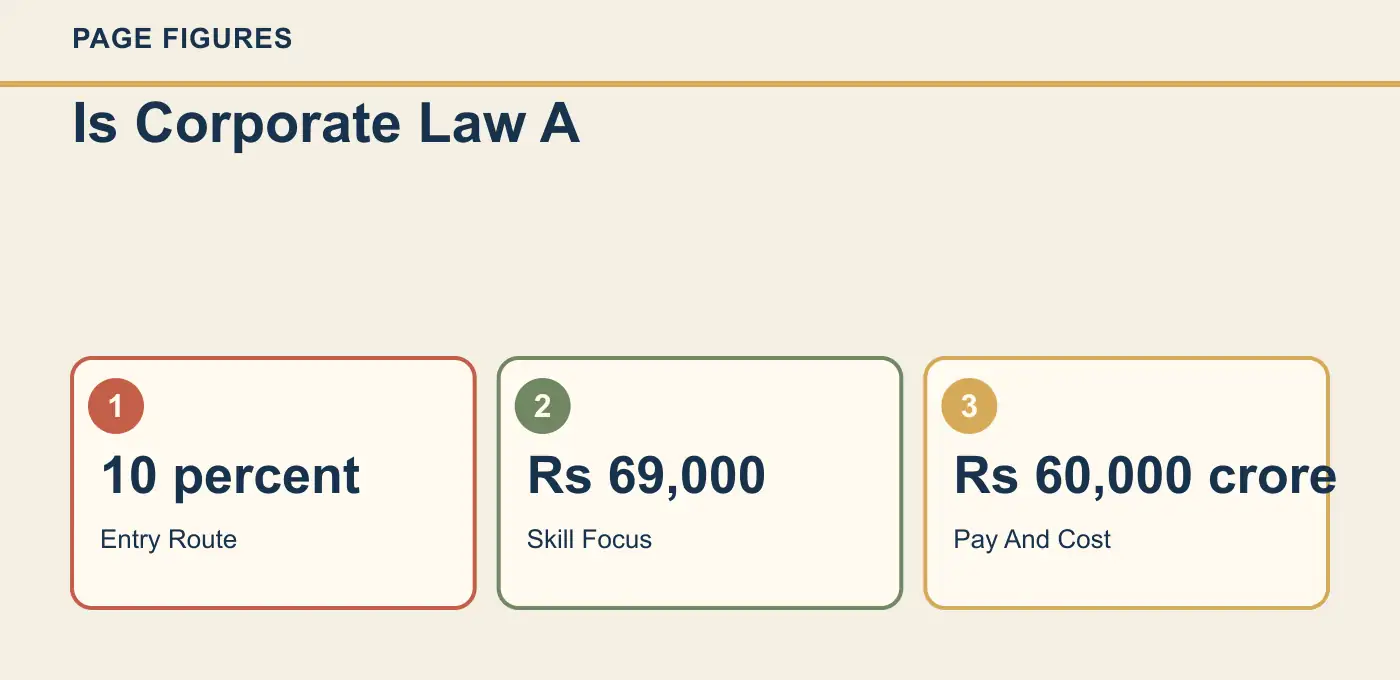 PAGE FIGURES
Is Corporate Law A
1
10 percent
Entry Route
2
Rs 69,000
Skill Focus
3
Rs 60,000 crore
Pay And Cost